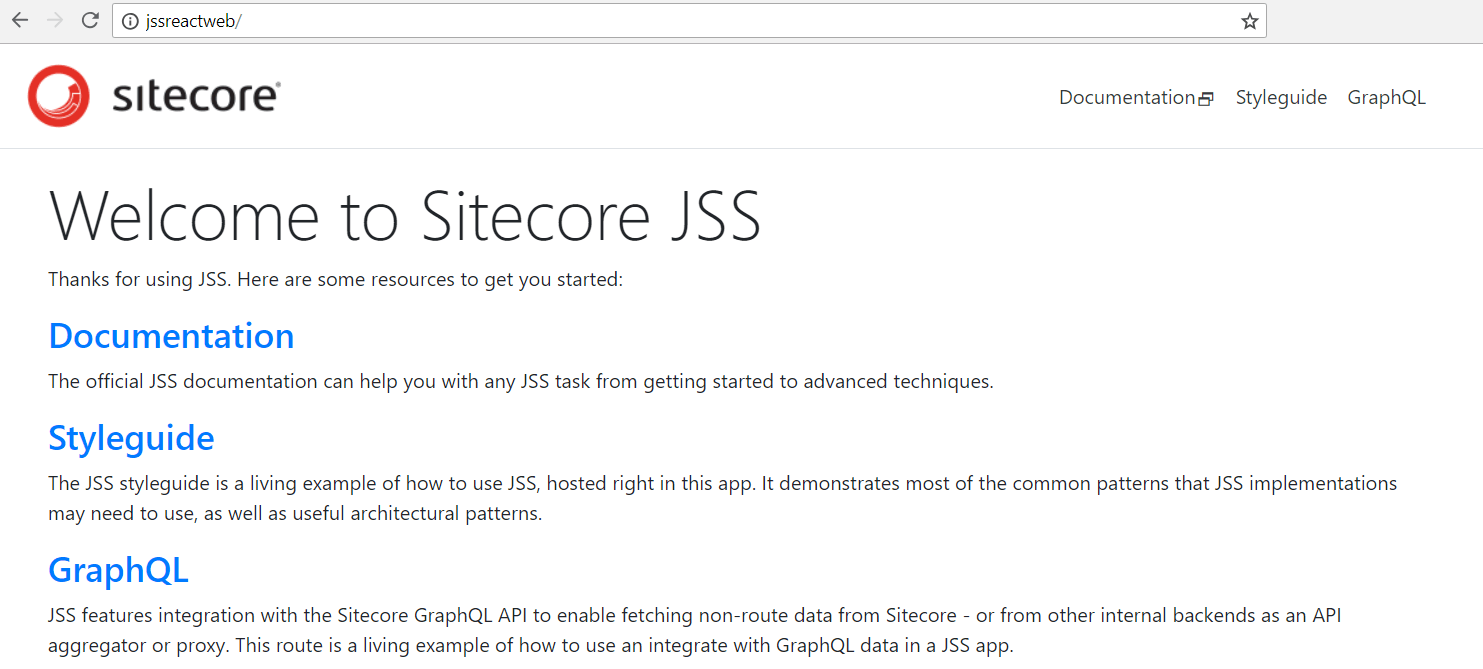 jssreactweb/
sitecore®
Documentation Styleguide GraphQL
Welcome to Sitecore JSS
Thanks for using JSS. Here are some resources to get you started:
Documentation
The official JSS documentation can help you with any JSS task from getting started to advanced techniques.
Styleguide
The JSS styleguide is a living example of how to use JSS, hosted right in this app. It demonstrates most of the common patterns that JSS implementations
may need to use, as well as useful architectural patterns.
GraphQL
JSS features integration with the Sitecore GraphQL API to enable fetching non-route data from Sitecore - or from other internal backends as an API
aggregator or proxy. This route is a living example of how to use an integrate with GraphQL data in a JSS app.